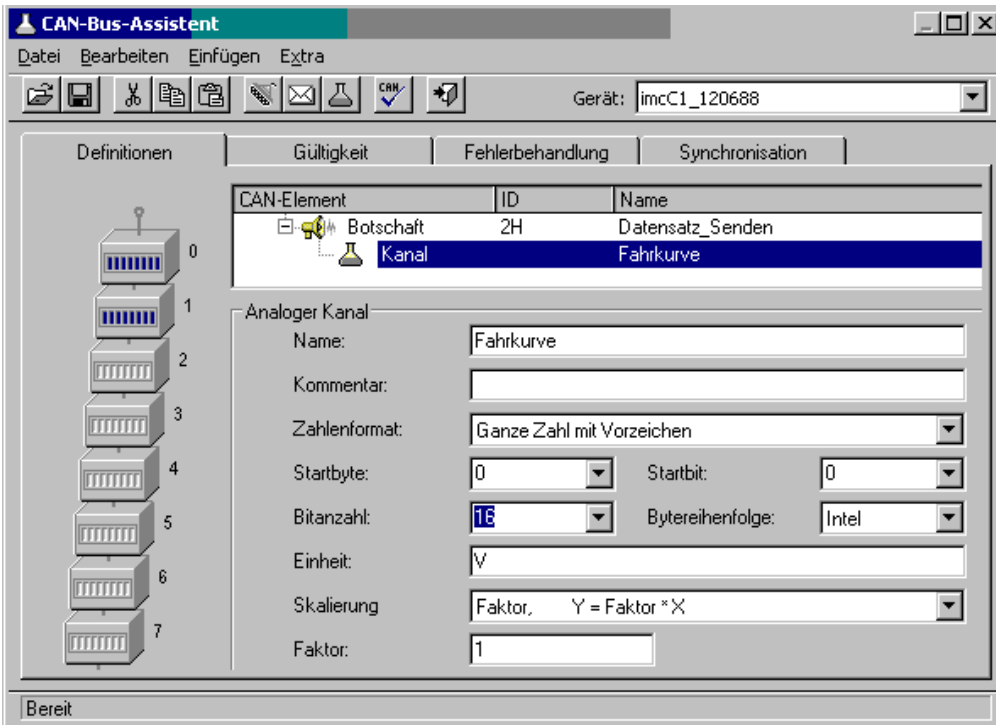 CAN-Bus-Assistent
Datei Bearbeiten Einfügen Extra
CAN Gerät: imcC1_120688
Definitionen Gültigkeit Fehlerbehandlung Synchronisation
CAN-Element ID Name
Botschaft 2H Datensatz_Senden
Kanal Fahrkurve
0
1
2
3
4
5
6
7
Analoger Kanal
Name: Fahrkurve
Kommentar:
Zahlenformat: Ganze Zahl mit Vorzeichen
Startbyte: 0 Startbit: 0
Bitanzahl: 16 Bytereihenfolge: Intel
Einheit: V
Skalierung Faktor, Y = Faktor * X
Faktor: 1
Bereit